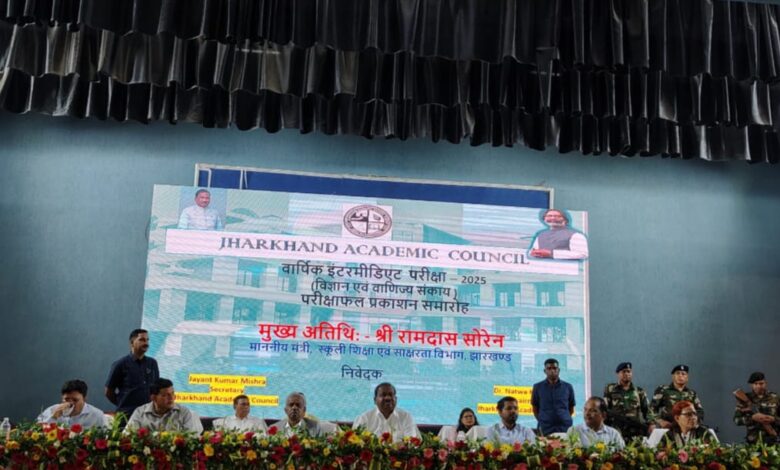 JHARKHAND ACADEMIC COUNCIL
वार्षिक इंटरमीडिएट परीक्षा – 2025
(विज्ञान एवं वाणिज्य संकाय)
परीक्षाफल प्रकाशन समारोह
मुख्य अतिथि: - श्री रामदास सोरेन
माननीय मंत्री, स्कूली शिक्षा एवं साक्षरता विभाग, झारखण्ड
निवेदक
Jayant Kumar Mishra
Secretary
Jharkhand Academic Council
Dr. Natwa
Jharkhand